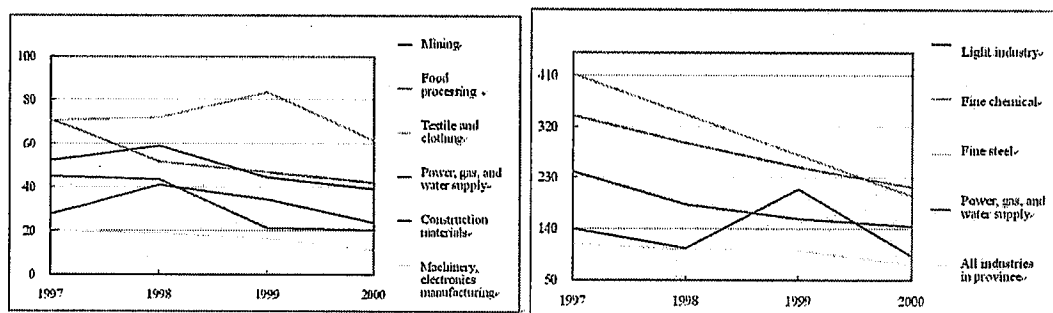 100
80
60
40
20
0
1997 1998 1999 2000
Mining
Food
processing
Textile and
clothing
Power, gas, and
water supply
Construction
materials
Machinery,
electronics
manufacturing
410
320
230
140
50
1997 1998 1999 2000
Light industry
Fine chemical
Fine steel
Power, gas, and
water supply
All industries
in province